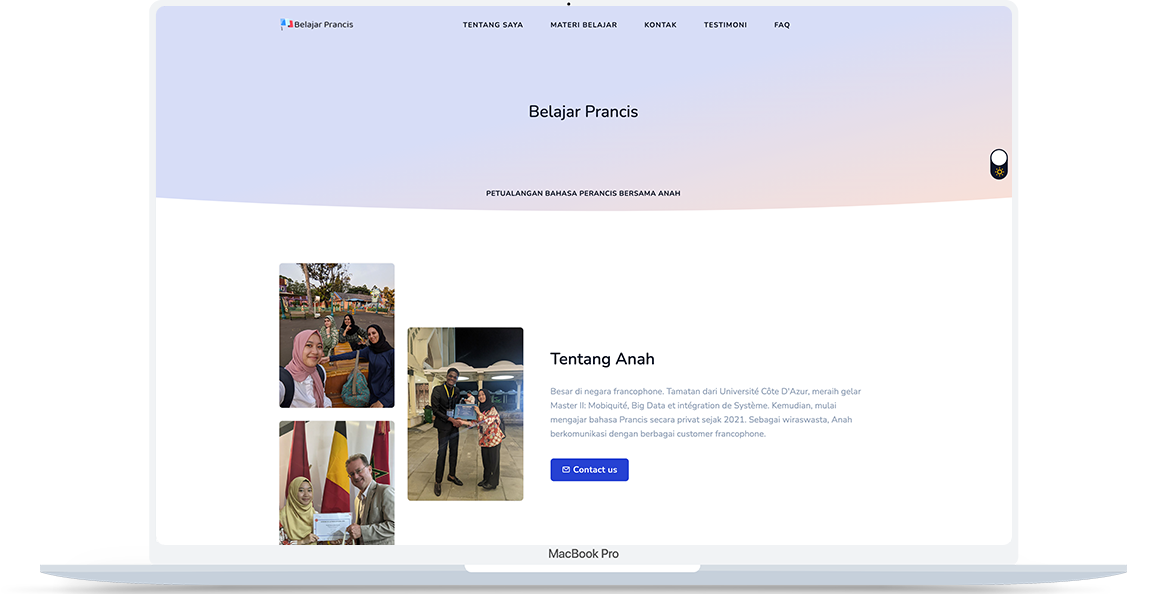 Belajar Prancis
TENTANG SAYA
MATERI BELAJAR
KONTAK
TESTIMONI
FAQ
Belajar Prancis
PETUALANGAN BAHASA PERANCIS BERSAMA ANAH
Tentang Anah
Besar di negara francophone. Tamatan dari Université Côte D'Azur, meraih gelar
Master II: Mobiquité, Big Data et intégration de Système. Kemudian, mulai
mengajar bahasa Prancis secara privat sejak 2021. Sebagai wiraswasta, Anah
berkomunikasi dengan berbagai customer francophone.
Contact us
MacBook Pro